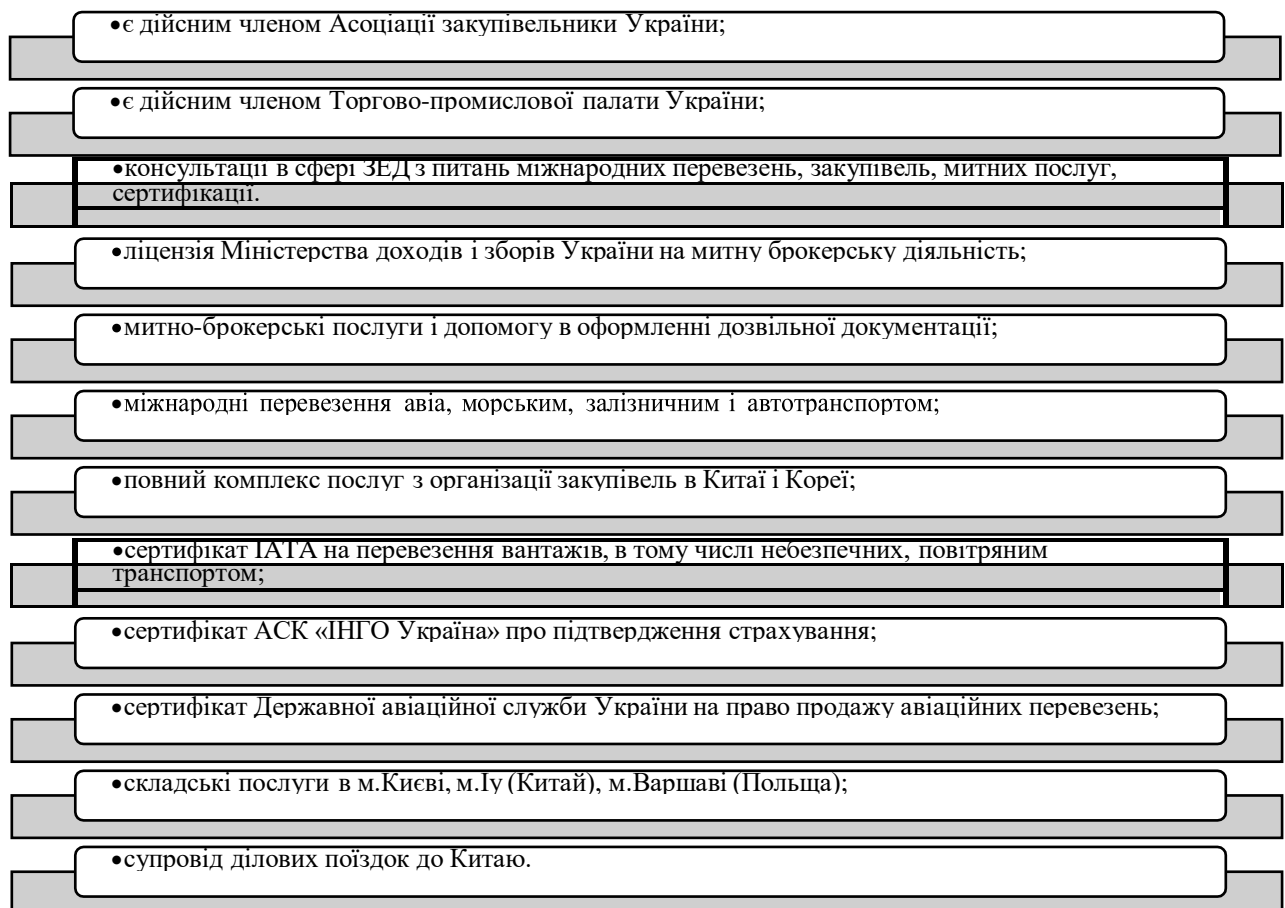 •є дійсним членом Асоціації закупівельники України;
•є дійсним членом Торгово-промислової палати України;
•консультації в сфері ЗЕД з питань міжнародних перевезень, закупівель, митних послуг,
сертифікації.
•ліцензія Міністерства доходів і зборів України на митну брокерську діяльність;
•митно-брокерські послуги і допомогу в оформленні дозвільної документації;
•міжнародні перевезення авіа, морським, залізничним і автотранспортом;
•повний комплекс послуг з організації закупівель в Китаї і Кореї;
•сертифікат ІАТА на перевезення вантажів, в тому числі небезпечних, повітряним
транспортом;
•сертифікат АСК «ІНГО Україна» про підтвердження страхування;
•сертифікат Державної авіаційної служби України на право продажу авіаційних перевезень;
•складські послуги в м.Києві, м.Іу (Китай), м.Варшаві (Польща);
•супровід ділових поїздок до Китаю.